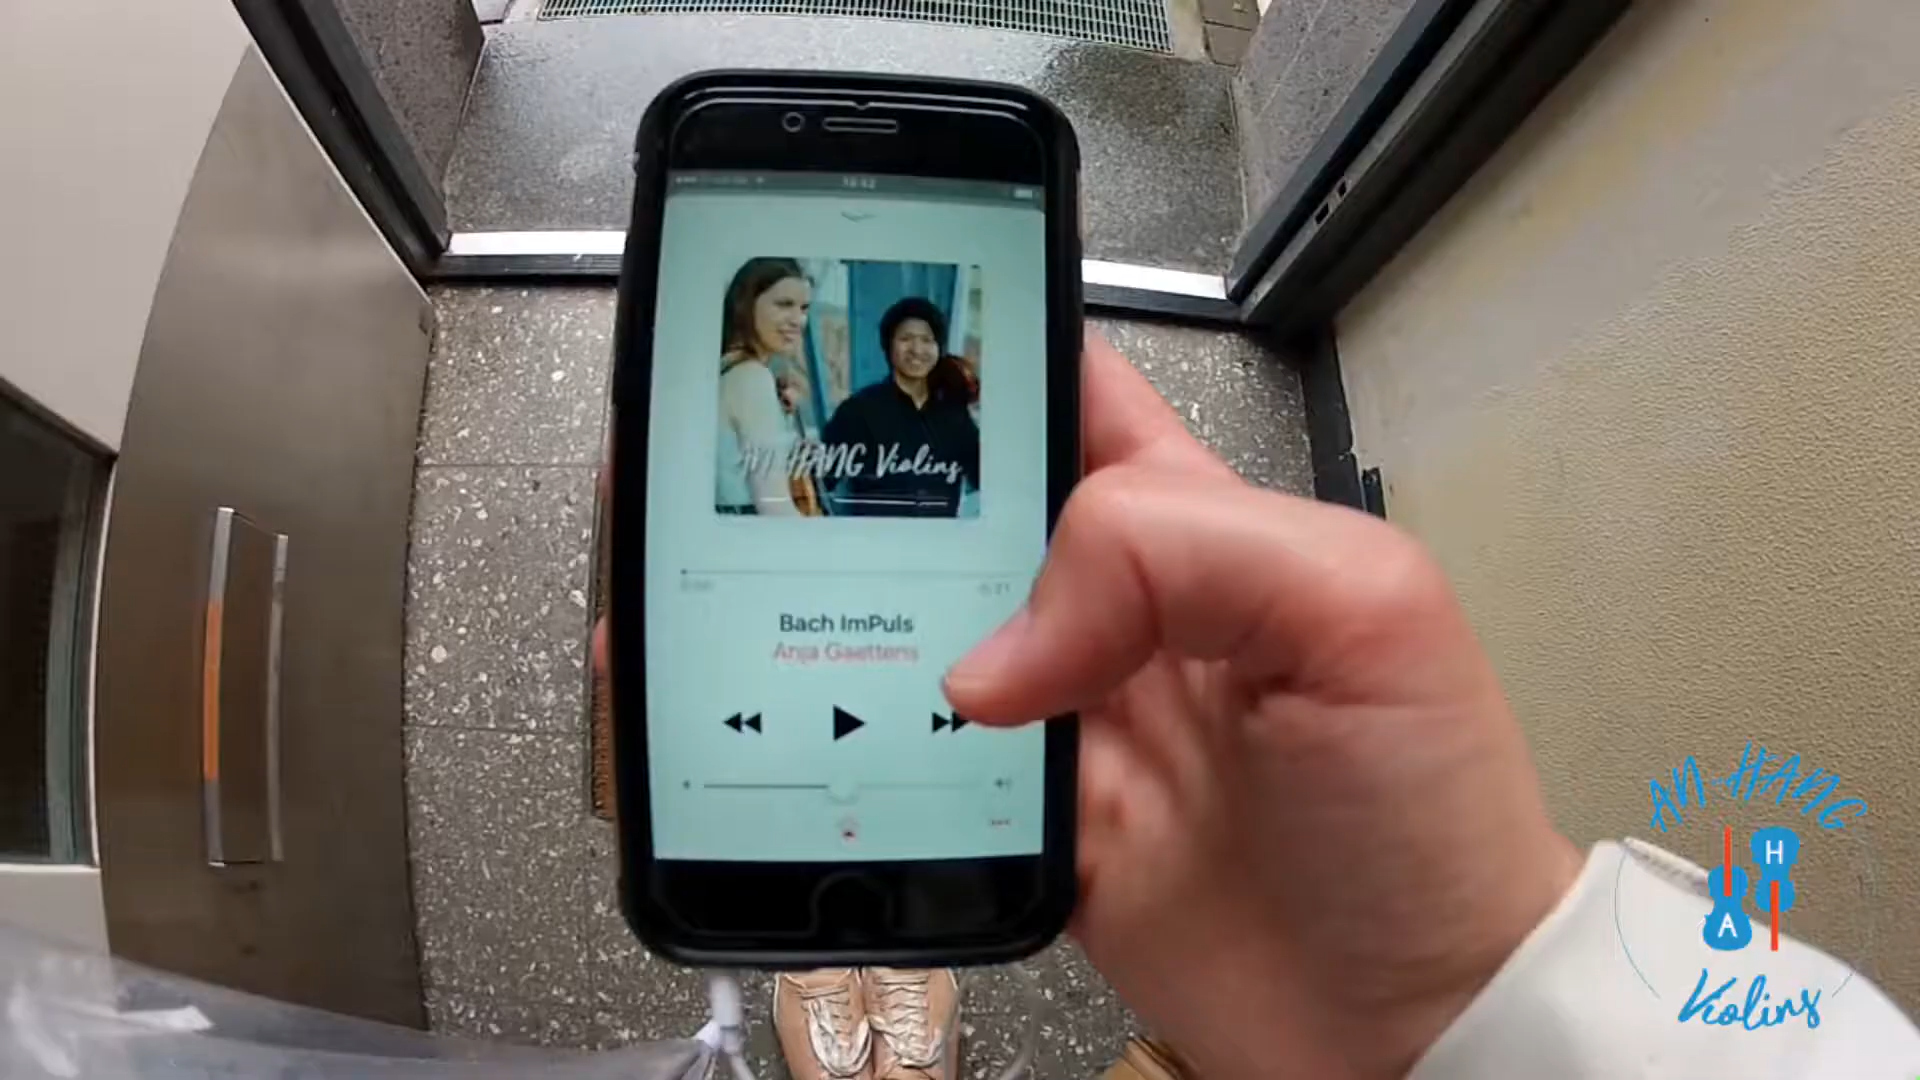 AN-HANG Violins
Bach ImPuls
Anja Gaettens
AN-HANG
H
A
Violins